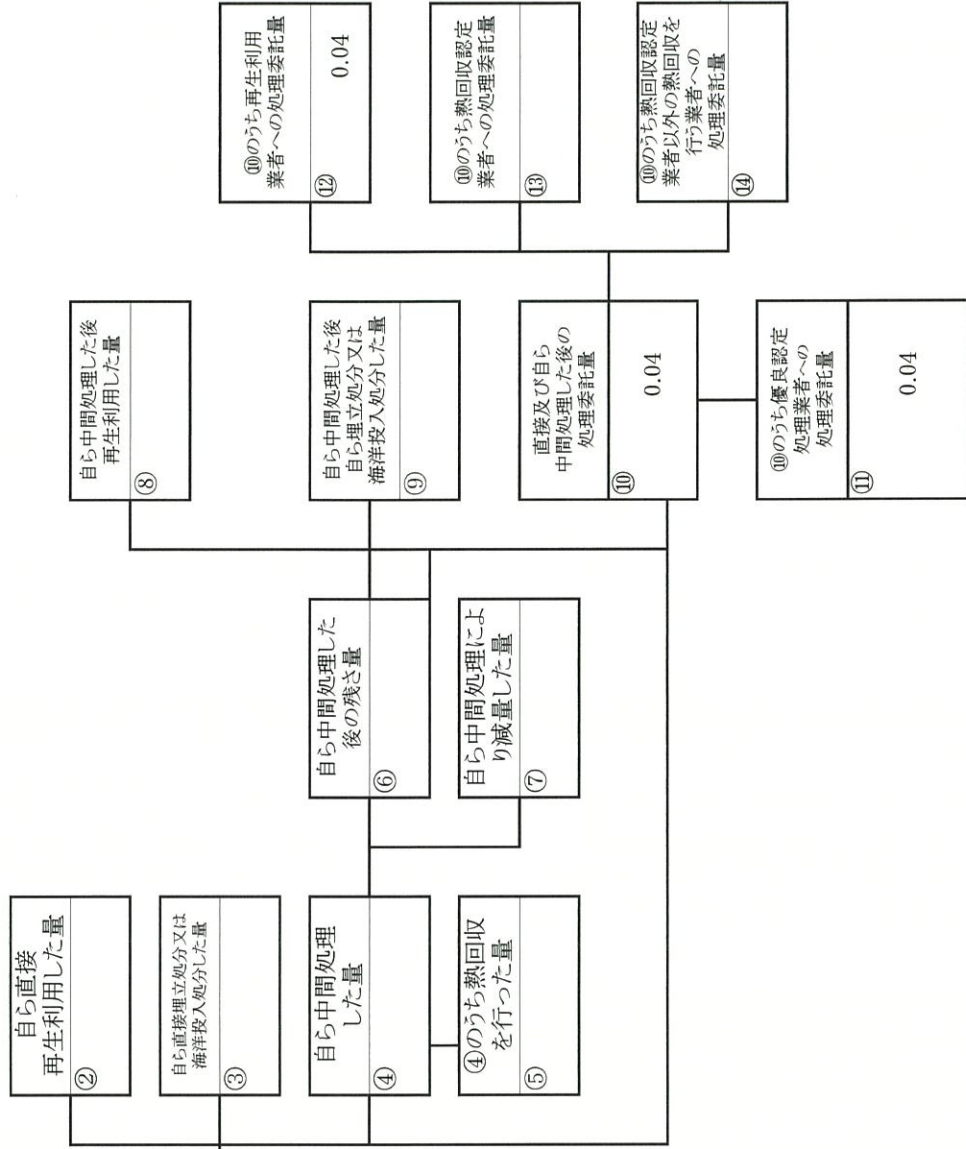 自ら直接
再生利用した量
②
自ら直接埋立処分又は
海洋投入処分した量
③
自ら中間処理
した量
④
④のうち熱回収
を行った量
⑤
自ら中間処理した
後の残さ量
⑥
自ら中間処理によ
り減量した量
⑦
自ら中間処理した後
再生利用した量
⑧
自ら中間処理した後
自ら埋立処分又は
海洋投入処分した量
⑨
直接及び自ら
中間処理した後の
処理委託量
⑩
0.04
⑩のうち優良認定
処理業者への
処理委託量
⑪
0.04
⑩のうち再生利用
業者への処理委託量
⑫
0.04
⑩のうち熱回収認定
業者への処理委託量
⑬
⑩のうち熱回収認定
業者以外の熱回収を
行う業者への
処理委託量
⑭